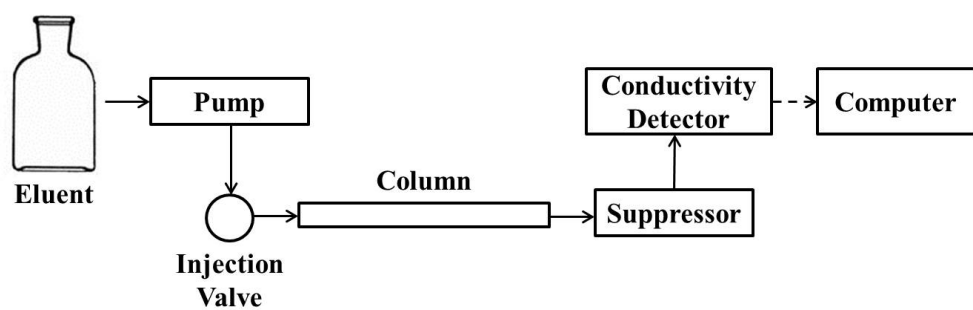 Eluent
Pump
Injection
Valve
Column
Suppressor
Conductivity
Detector
Computer